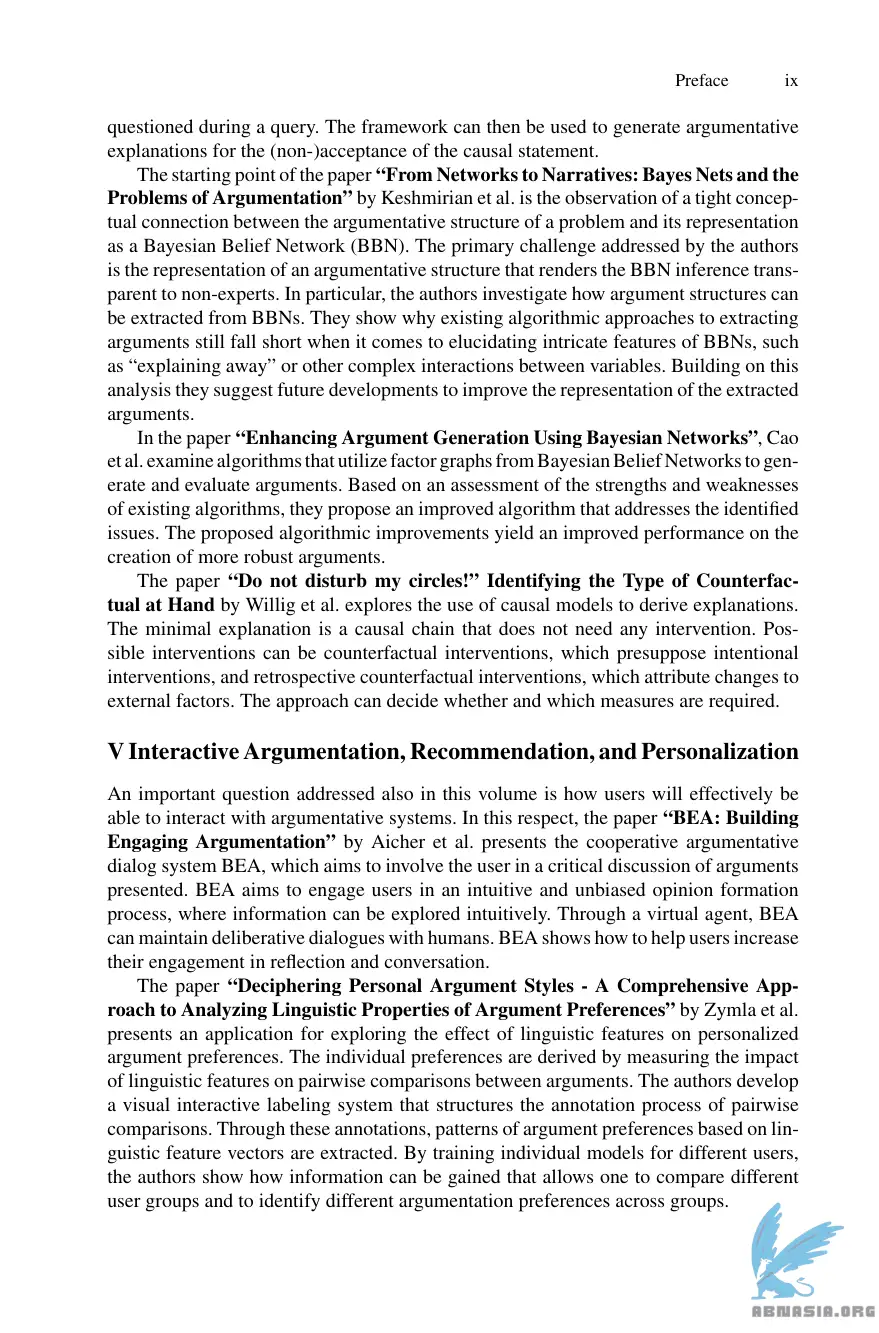 Preface ix
questioned during a query. The framework can then be used to generate argumentative
explanations for the (non-)acceptance of the causal statement.
The starting point of the paper “From Networks to Narratives: Bayes Nets and the
Problems of Argumentation” by Keshmirian et al. is the observation of a tight concep-
tual connection between the argumentative structure of a problem and its representation
as a Bayesian Belief Network (BBN). The primary challenge addressed by the authors
is the representation of an argumentative structure that renders the BBN inference trans-
parent to non-experts. In particular, the authors investigate how argument structures can
be extracted from BBNs. They show why existing algorithmic approaches to extracting
arguments still fall short when it comes to elucidating intricate features of BBNs, such
as “explaining away” or other complex interactions between variables. Building on this
analysis they suggest future developments to improve the representation of the extracted
arguments.
In the paper “Enhancing Argument Generation Using Bayesian Networks”, Cao
et al. examine algorithms that utilize factor graphs from Bayesian Belief Networks to gen-
erate and evaluate arguments. Based on an assessment of the strengths and weaknesses
of existing algorithms, they propose an improved algorithm that addresses the identified
issues. The proposed algorithmic improvements yield an improved performance on the
creation of more robust arguments.
The paper “Do not disturb my circles!” Identifying the Type of Counterfac-
tual at Hand by Willig et al. explores the use of causal models to derive explanations.
The minimal explanation is a causal chain that does not need any intervention. Pos-
sible interventions can be counterfactual interventions, which presuppose intentional
interventions, and retrospective counterfactual interventions, which attribute changes to
external factors. The approach can decide whether and which measures are required.
V Interactive Argumentation, Recommendation, and Personalization
An important question addressed also in this volume is how users will effectively be
able to interact with argumentative systems. In this respect, the paper “BEA: Building
Engaging Argumentation” by Aicher et al. presents the cooperative argumentative
dialog system BEA, which aims to involve the user in a critical discussion of arguments
presented. BEA aims to engage users in an intuitive and unbiased opinion formation
process, where information can be explored intuitively. Through a virtual agent, BEA
can maintain deliberative dialogues with humans. BEA shows how to help users increase
their engagement in reflection and conversation.
The paper “Deciphering Personal Argument Styles - A Comprehensive App-
roach to Analyzing Linguistic Properties of Argument Preferences” by Zymla et al.
presents an application for exploring the effect of linguistic features on personalized
argument preferences. The individual preferences are derived by measuring the impact
of linguistic features on pairwise comparisons between arguments. The authors develop
a visual interactive labeling system that structures the annotation process of pairwise
comparisons. Through these annotations, patterns of argument preferences based on lin-
guistic feature vectors are extracted. By training individual models for different users,
the authors show how information can be gained that allows one to compare different
user groups and to identify different argumentation preferences across groups.
ABNASIA.ORG